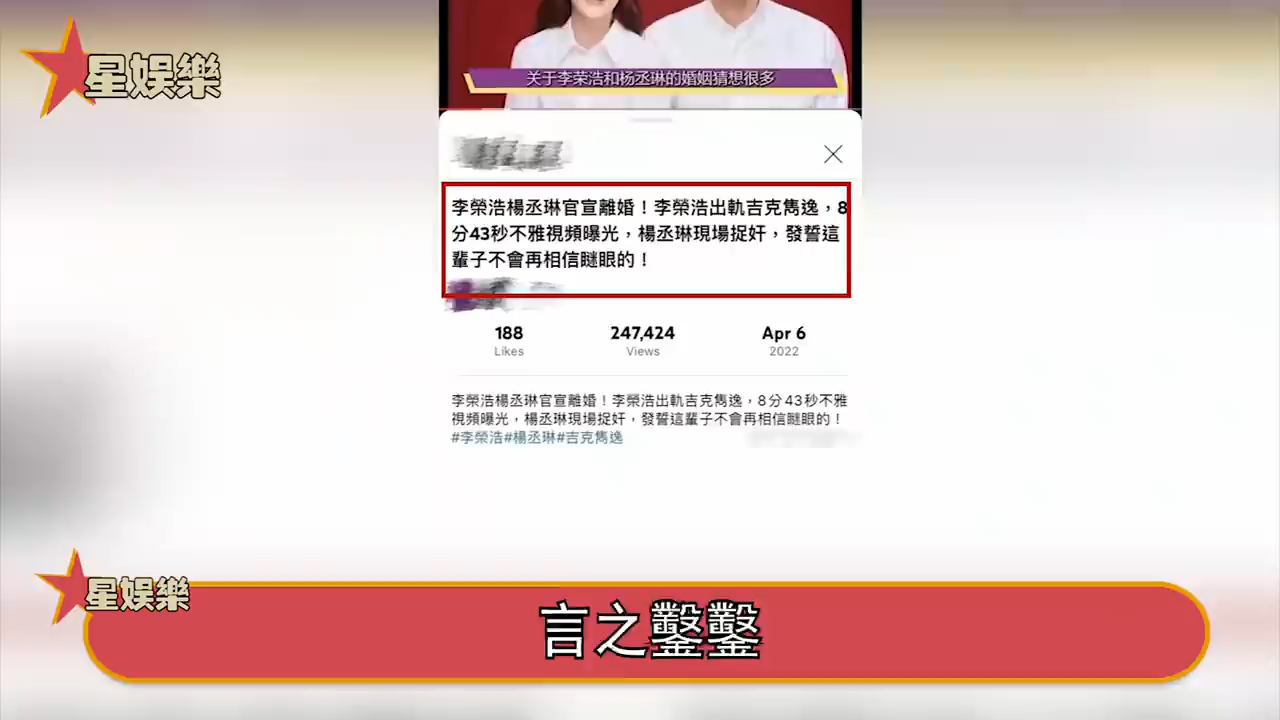 星娛樂
关于李荣浩和杨丞琳的婚姻猜想很多
李榮浩楊丞琳官宣離婚！李榮浩出軌吉克雋逸，8
分43秒不雅視頻曝光，楊丞琳現場捉奸，發誓這
輩子不會再相信瞇眼的！
188
247,424
Apr 6
Likes
Views
2022
李榮浩楊丞琳官宣離婚！李榮浩出軌吉克雋逸，8分43秒不雅
視頻曝光，楊丞琳現場捉奸，發誓這輩子不會再相信瞇眼的！
#李榮浩#楊丞琳#吉克雋逸
星娛樂
言之鑿鑿